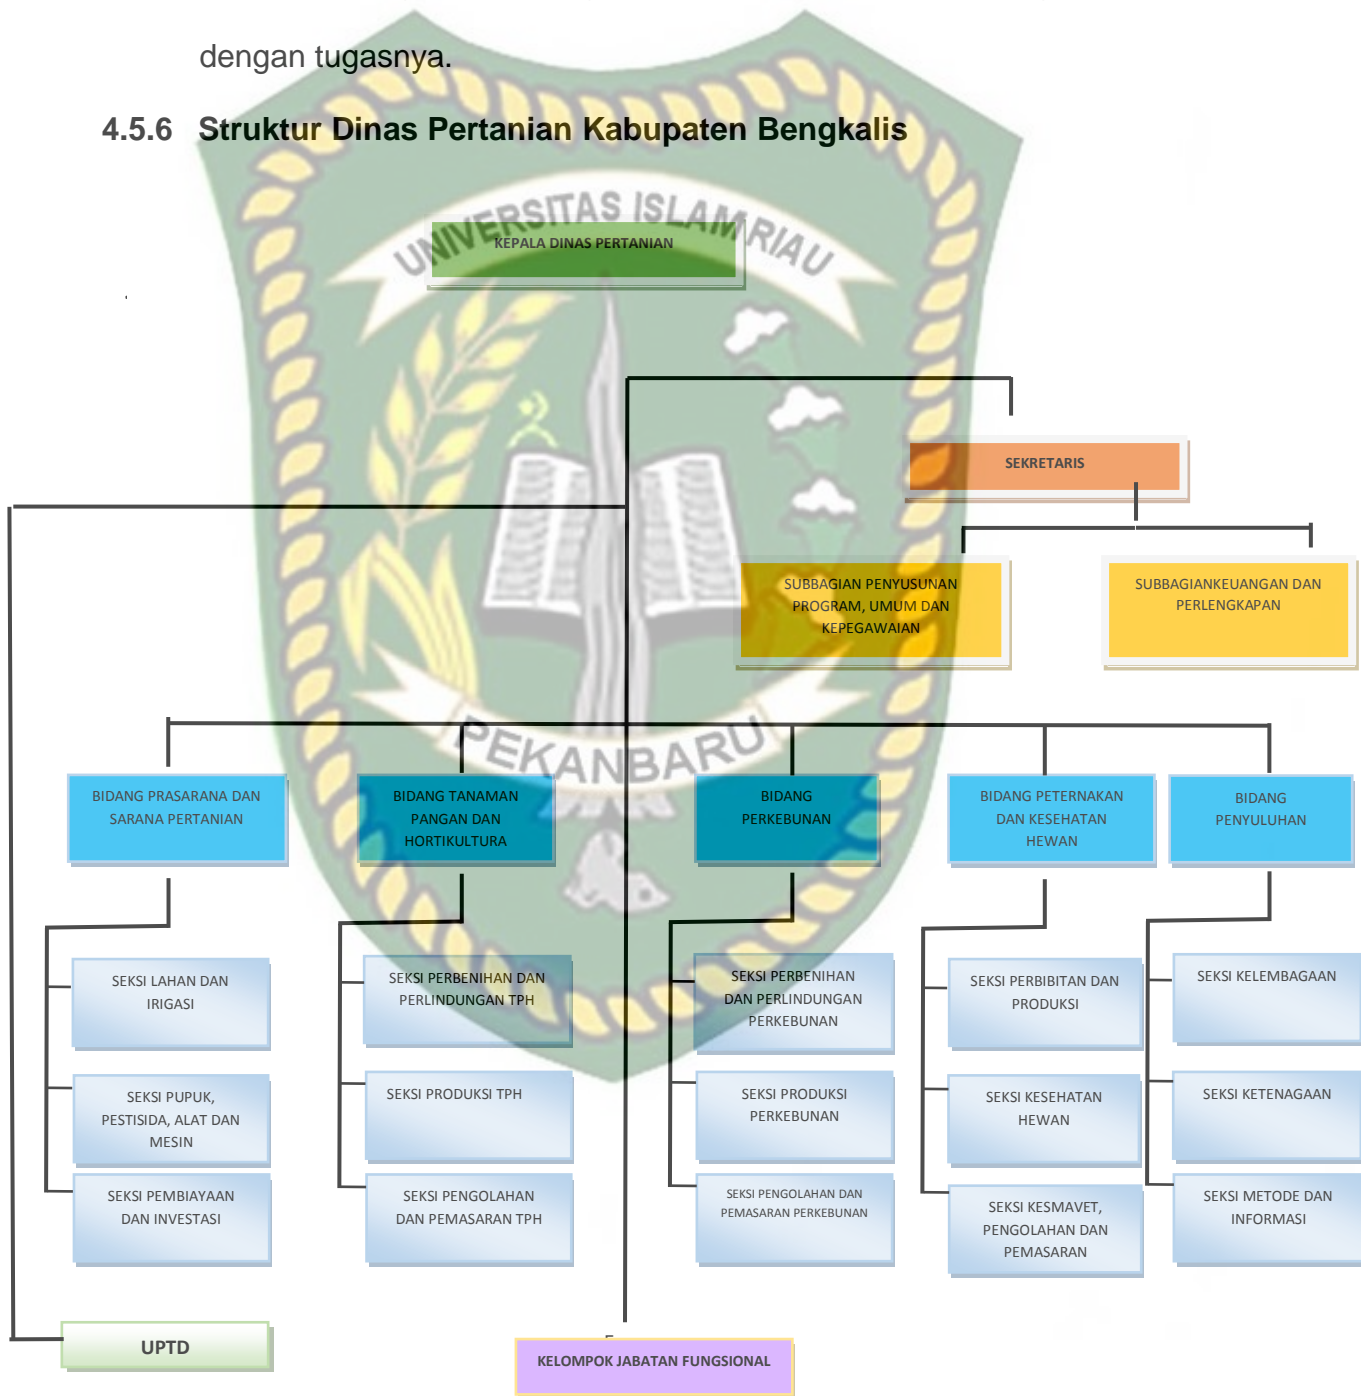 dengan tugasnya.
4.5.6 Struktur Dinas Pertanian Kabupaten Bengkalis
UNIVERSITAS ISLAM RIAU
KEPALA DINAS PERTANIAN
SEKRETARIS
SUBBAGIAN PENYUSUNAN
PROGRAM, UMUM DAN
KEPEGAWAIAN
SUBBAGIANKEUANGAN DAN
PERLENGKAPAN
PEKANBARU
BIDANG PRASARANA DAN
SARANA PERTANIAN
BIDANG TANAMAN
PANGAN DAN
HORTIKULTURA
BIDANG
PERKEBUNAN
BIDANG PETERNAKAN
DAN KESEHATAN
HEWAN
BIDANG
PENYULUHAN
SEKSI LAHAN DAN
IRIGASI
SEKSI PERBENIHAN DAN
PERLINDUNGAN TPH
SEKSI PERBENIHAN
DAN PERLINDUNGAN
PERKEBUNAN
SEKSI PERBIBITAN DAN
PRODUKSI
SEKSI KELEMBAGAAN
SEKSI PUPUK,
PESTISIDA, ALAT DAN
MESIN
SEKSI PRODUKSI TPH
SEKSI PRODUKSI
PERKEBUNAN
SEKSI KESEHATAN
HEWAN
SEKSI KETENAGAAN
SEKSI PEMBIAYAAN
DAN INVESTASI
SEKSI PENGOLAHAN
DAN PEMASARAN TPH
SEKSI PENGOLAHAN DAN
PEMASARAN PERKEBUNAN
SEKSI KESMAVET,
PENGOLAHAN DAN
PEMASARAN
SEKSI METODE DAN
INFORMASI
UPTD
KELOMPOK JABATAN FUNGSIONAL